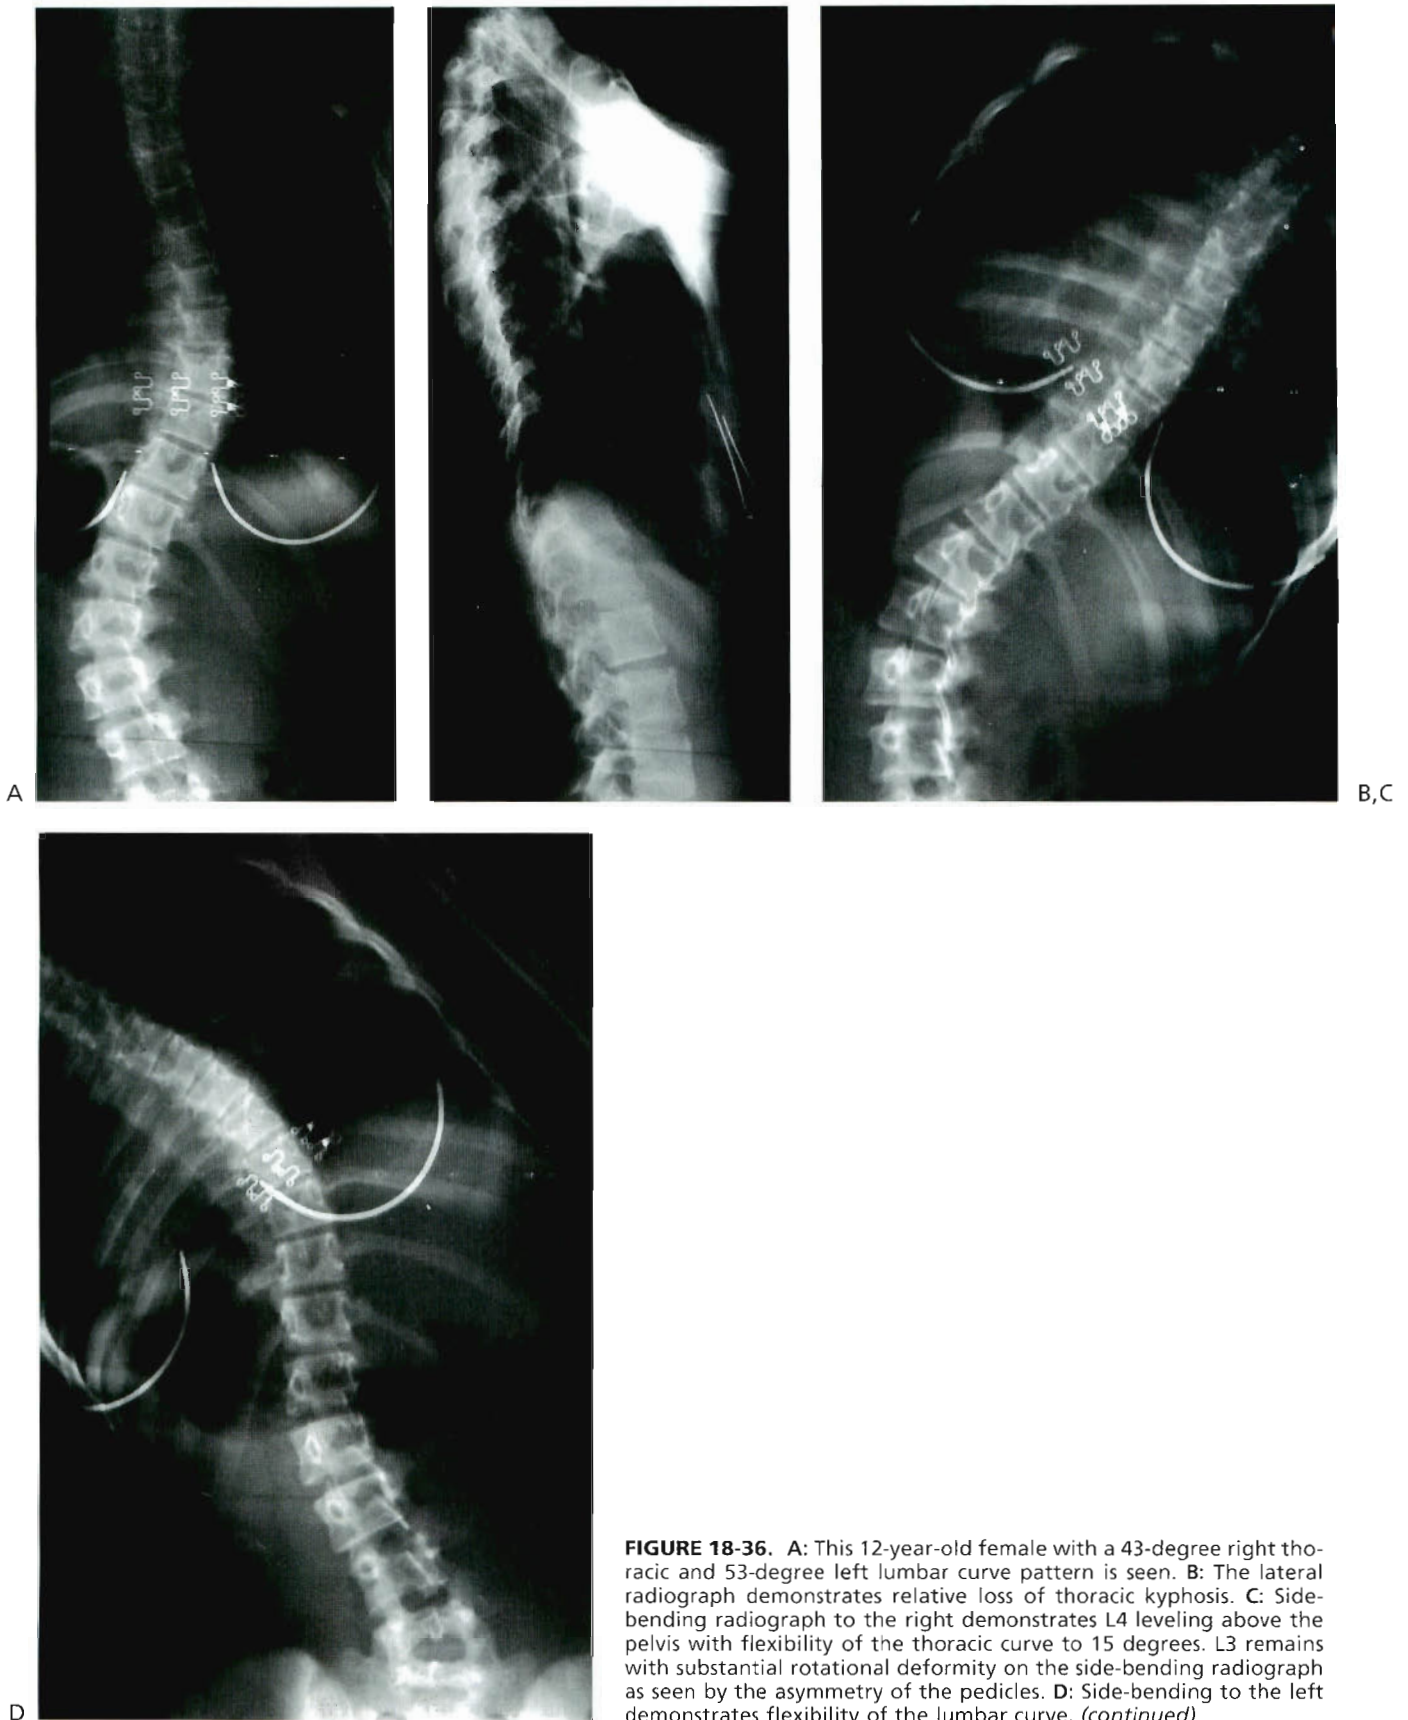 A
B,C
D
FIGURE 18-36. A: This 12-year-old female with a 43-degree right tho-
racic and 53-degree left lumbar curve pattern is seen. B: The lateral
radiograph demonstrates relative loss of thoracic kyphosis. C: Side-
bending radiograph to the right demonstrates L4 leveling above the
pelvis with flexibility of the thoracic curve to 15 degrees. L3 remains
with substantial rotational deformity on the side-bending radiograph
as seen by the asymmetry of the pedicles. D: Side-bending to the left
demonstrates flexibility of the lumbar curve. (continued)